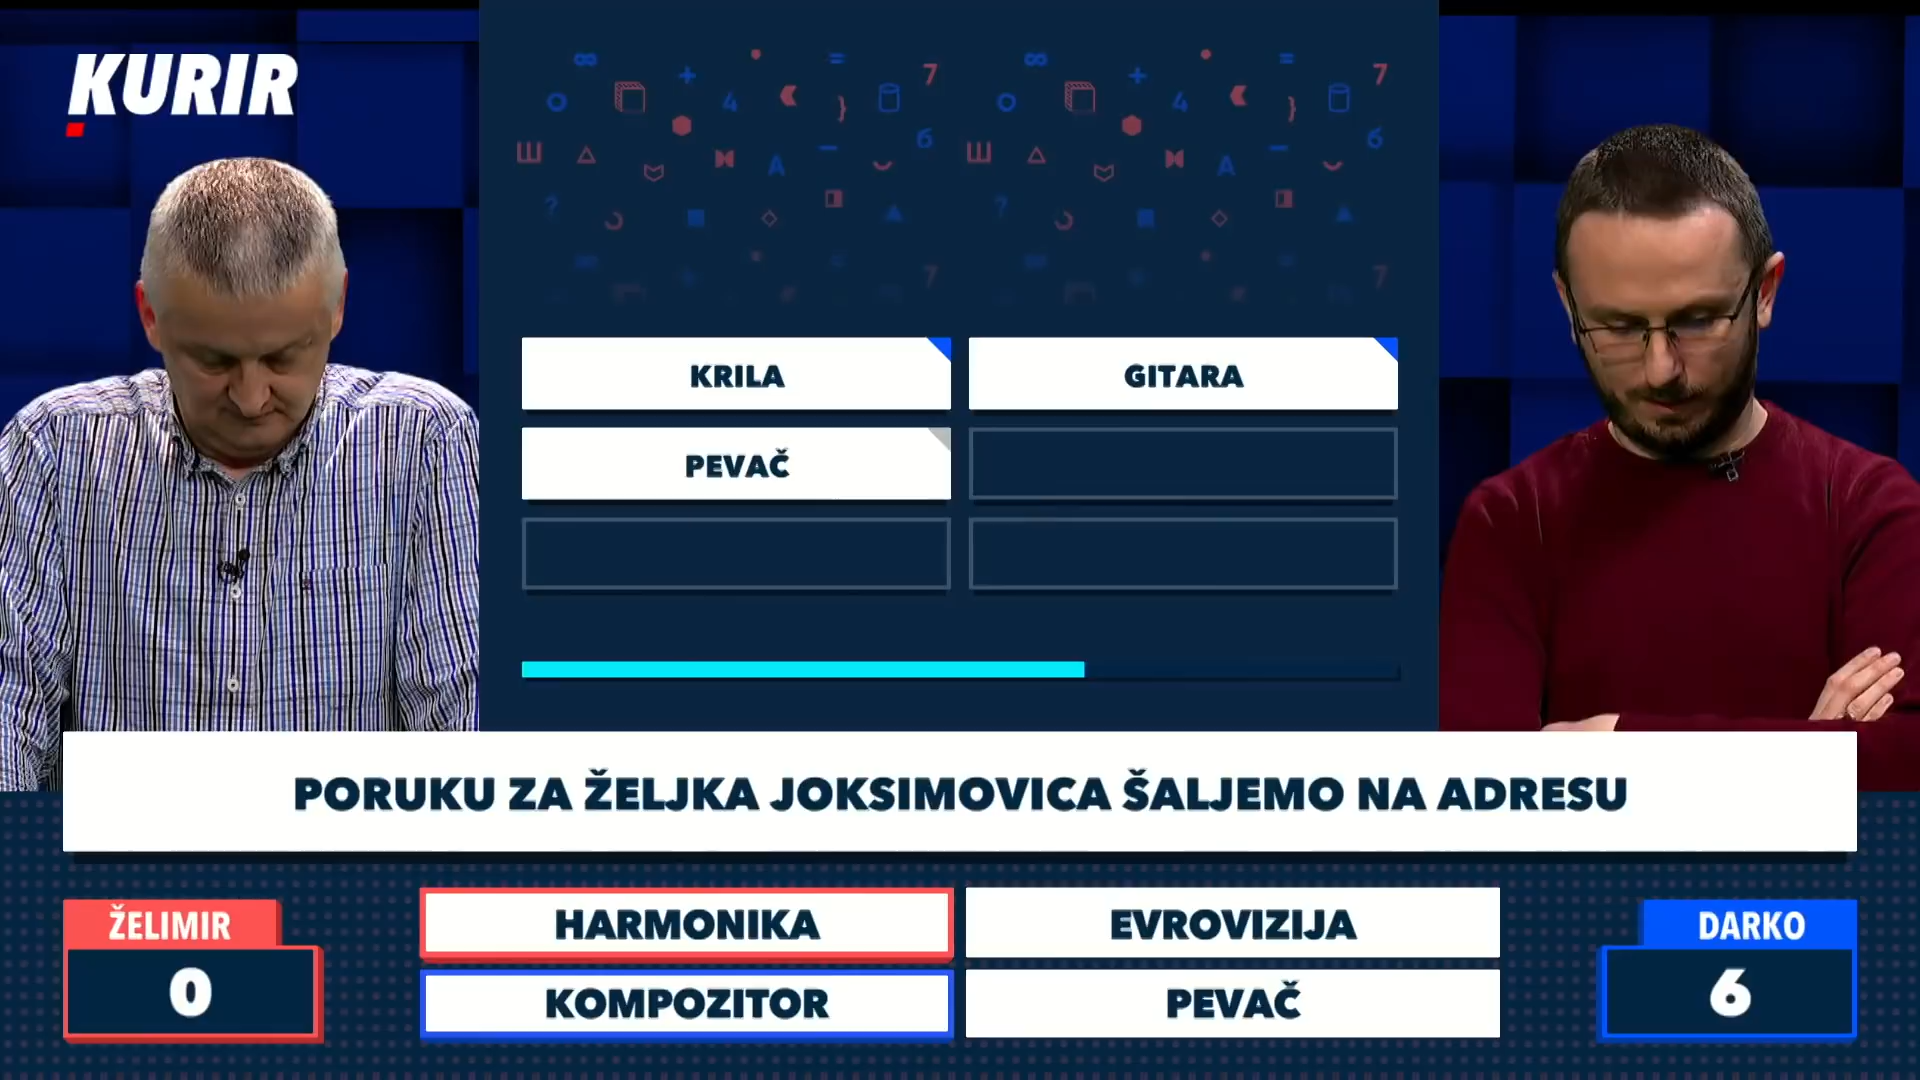 KURIR
KRILA
GITARA
PEVAČ
PORUKU ZA ŽELJKA JOKSIMOVICA ŠALJEMO NA ADRESU
ŽELIMIR
0
HARMONIKA
EVROVIZIJA
KOMPOZITOR
PEVAČ
DARKO
6